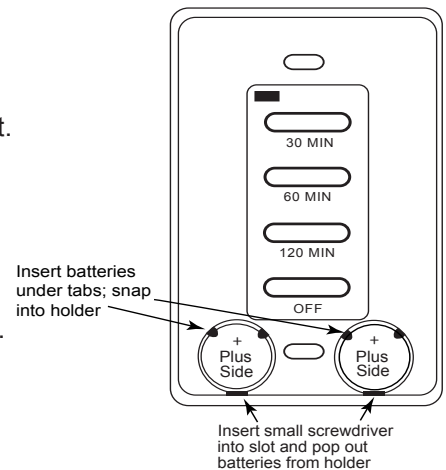 t.
30 MIN
60 MIN
120 MIN
OFF
Insert batteries
under tabs; snap
into holder
.
+
Plus
Side
+
Plus
Side
Insert small screwdriver
into slot and pop out
batteries from holder